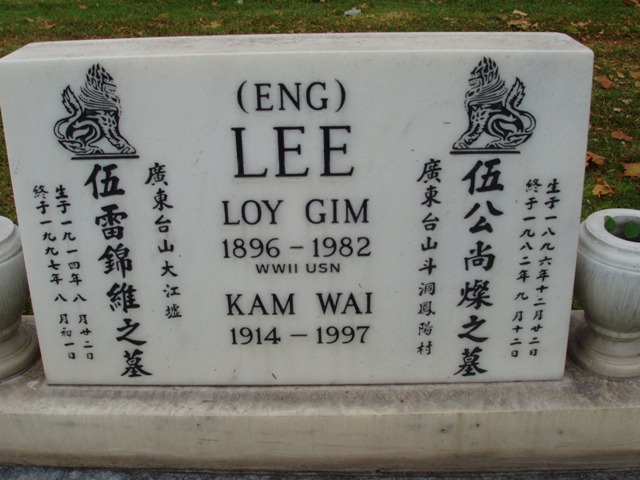 (ENG)
LEE
LOY GIM
1896 - 1982
WWII USN
KAM WAI
1914 - 1997
生于一八九六年十二月廿二日
終于一九八二年九月十二日
伍公尚燦之墓
廣東台山斗洞鳳陽村
廣東台山大江墟
伍雷錦維之墓
生于一九一四年八月廿二日
終于一九九七年八月初一日